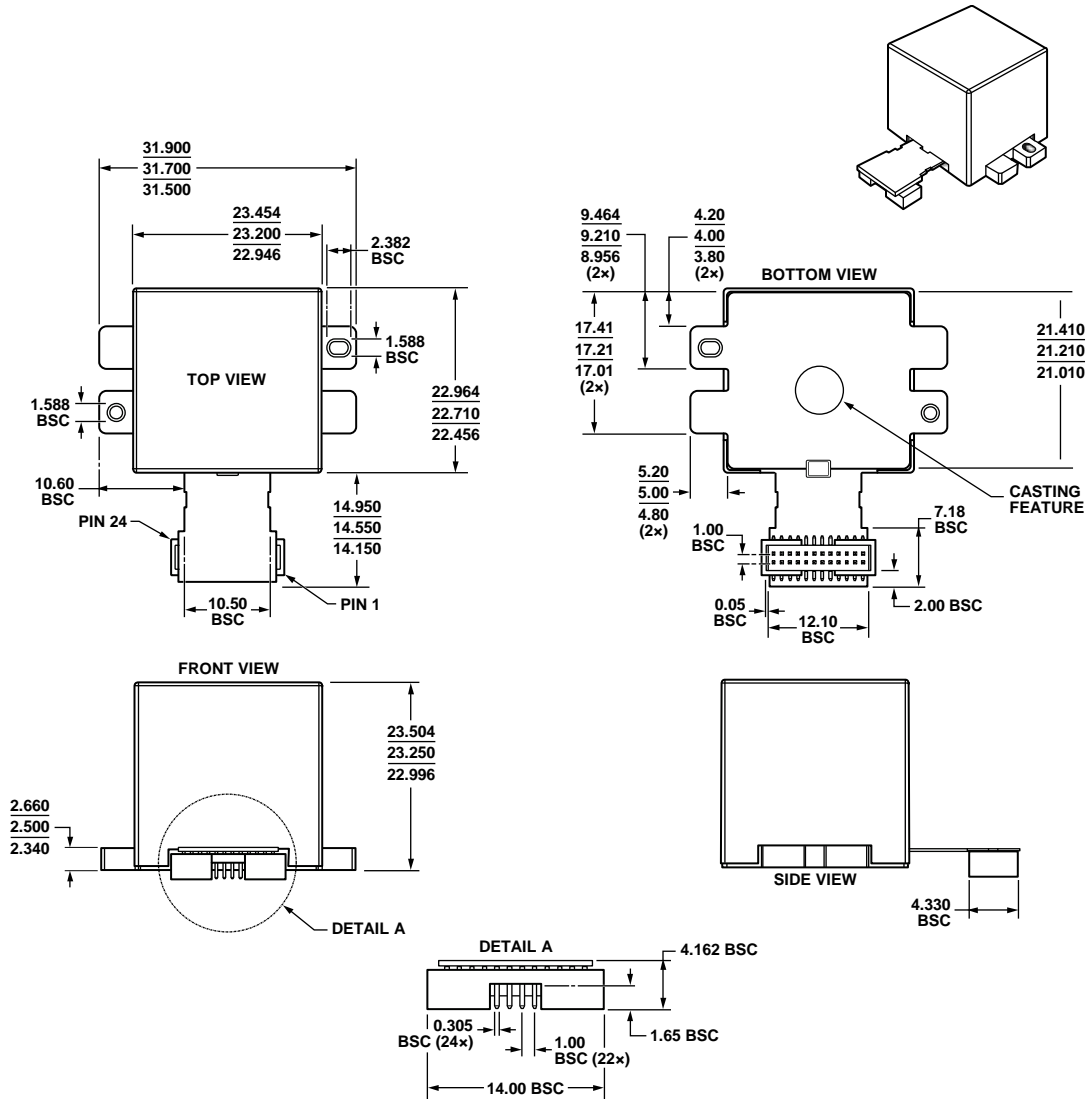 31.900
31.700
31.500
23.454
23.200
22.946
2.382
BSC
1.588
BSC
TOP VIEW
1.588
BSC
22.964
22.710
22.456
10.60
BSC
PIN 24
14.950
14.550
14.150
10.50
BSC
PIN 1
9.464
9.210
8.956
(2×)
4.20
4.00
3.80
(2×)
BOTTOM VIEW
17.41
17.21
17.01
(2×)
21.410
21.210
21.010
5.20
5.00
4.80
(2×)
CASTING
FEATURE
1.00
BSC
7.18
BSC
0.05
BSC
12.10
BSC
2.00 BSC
FRONT VIEW
23.504
23.250
22.996
2.660
2.500
2.340
DETAIL A
SIDE VIEW
4.330
BSC
DETAIL A
4.162 BSC
0.305
BSC (24×)
1.00
BSC (22×)
1.65 BSC
14.00 BSC